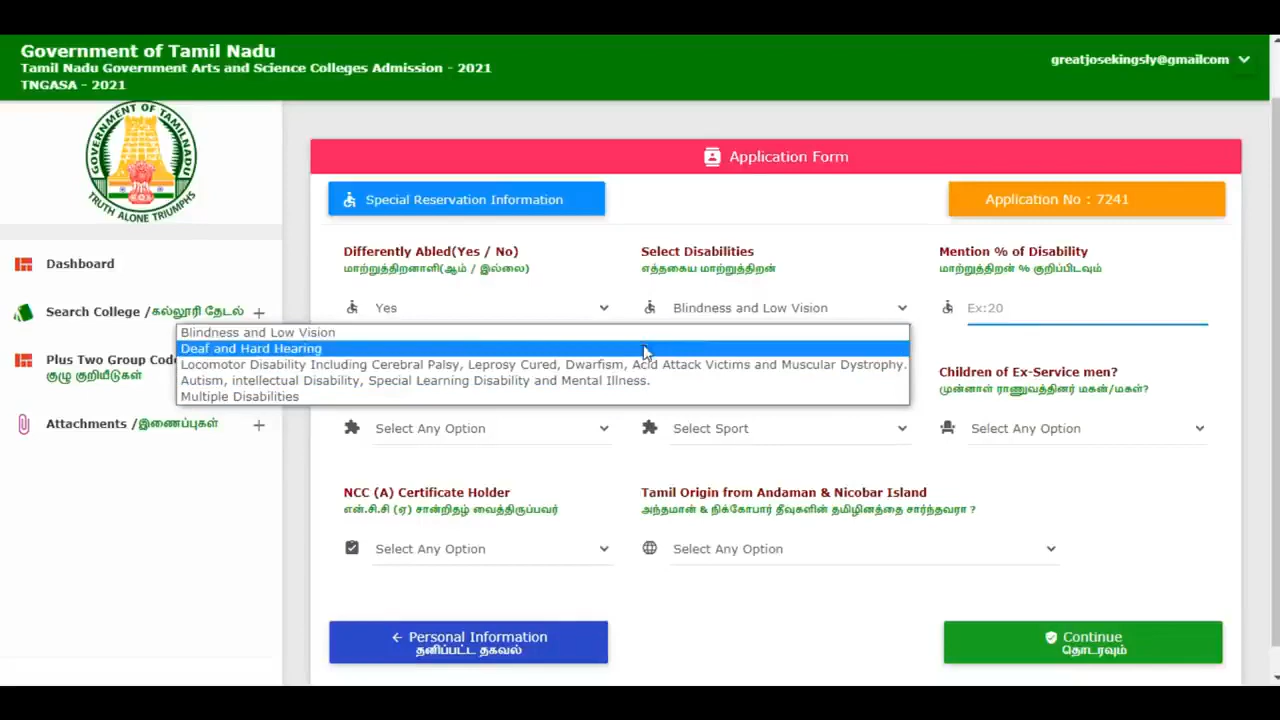 Government of Tamil Nadu
Tamil Nadu Government Arts and Science Colleges Admission - 2021
TNGASA - 2021
greatjosekingsly@gmailcom
GOVERNMENT OF TAMILNADU
TRUTH ALONE TRIUMPHS
Dashboard
Search College /கல்லூரி தேடல்
Plus Two Group Code
குழு குறியீடுகள்
Attachments /இணைப்புகள்
Application Form
Special Reservation Information
Application No : 7241
Differently Abled(Yes / No)
மாற்றுத்திறனாளி(ஆம் / இல்லை)
Yes
Select Disabilities
எத்தகைய மாற்றுத்திறன்
Blindness and Low Vision
Mention % of Disability
மாற்றுத்திறன் % குறிப்பிடவும்
Ex:20
Blindness and Low Vision
Deaf and Hard Hearing
Locomotor Disability Including Cerebral Palsy, Leprosy Cured, Dwarfism, Acid Attack Victims and Muscular Dystrophy.
Autism, intellectual Disability, Special Learning Disability and Mental Illness.
Multiple Disabilities
Select Any Option
Select Sport
Children of Ex-Service men?
முன்னாள் ராணுவத்தினர் மகன்/மகள்?
Select Any Option
NCC (A) Certificate Holder
என்.சி.சி (ஏ) சான்றிதழ் வைத்திருப்பவர்
Select Any Option
Tamil Origin from Andaman & Nicobar Island
அந்தமான் & நிக்கோபார் தீவுகளின் தமிழினத்தை சார்ந்தவரா ?
Select Any Option
Personal Information
தனிப்பட்ட தகவல்
Continue
தொடரவும்